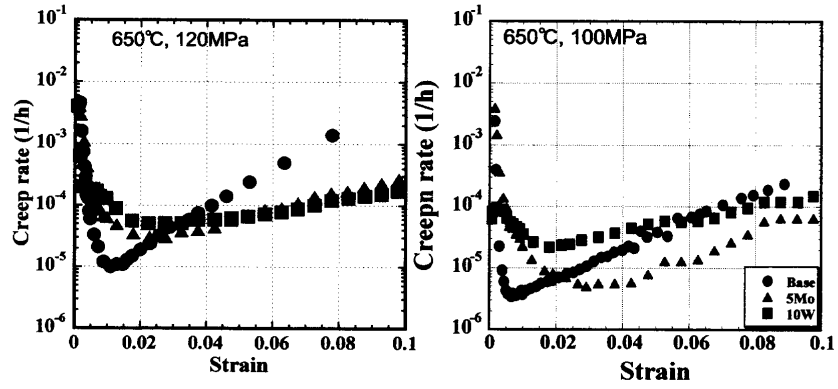 650℃, 120MPa
Creep rate (1/h)
10-1
10-2
10-3
10-4
10-5
10-6
0 0.02 0.04 0.06 0.08 0.1
Strain
650℃, 100MPa
Creepn rate (1/h)
10-1
10-2
10-3
10-4
10-5
10-6
0 0.02 0.04 0.06 0.08 0.1
Strain
Base
5Mo
10W